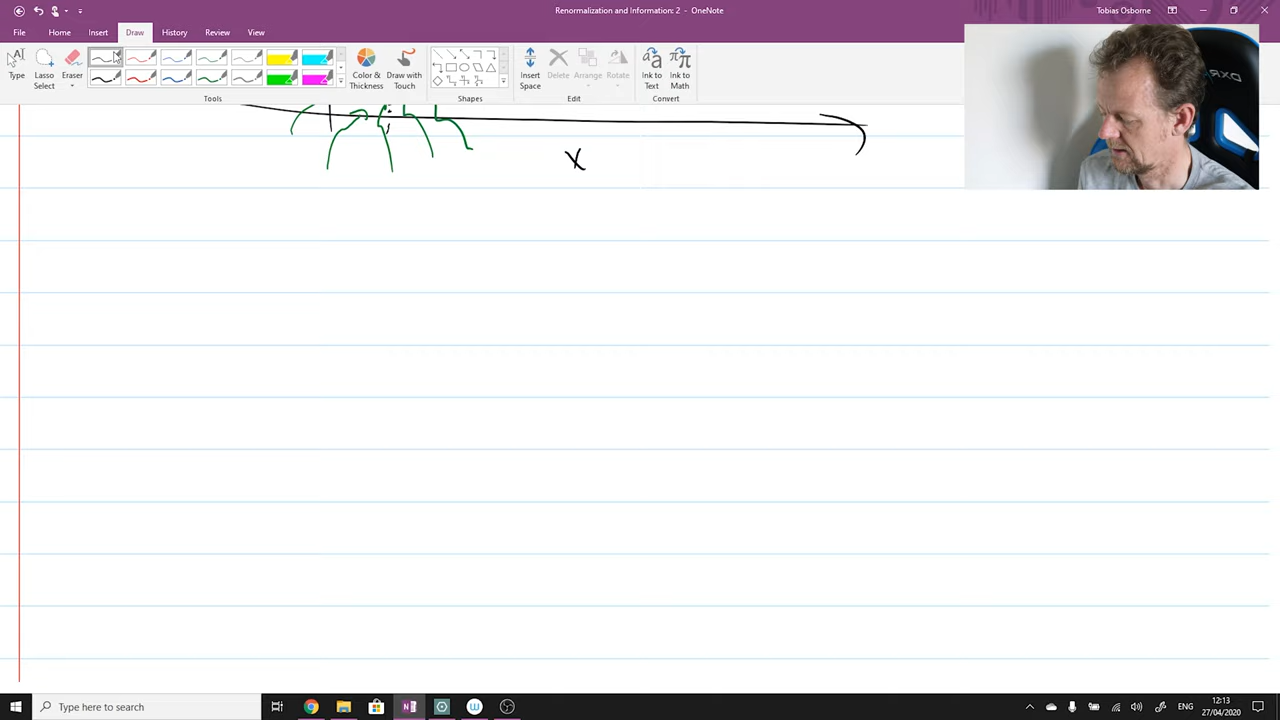 Renormalization and Information: 2 - OneNote
Tobias Osborne
File Home Insert Draw History Review View
Type
Lasso Select
Eraser
Color & Thickness
Draw with Touch
Insert Space
Delete
Arrange
Rotate
Ink to Text
Ink to Math
Tools
Shapes
Edit
Convert
x
Type here to search
ENG
12:13
27/04/2020